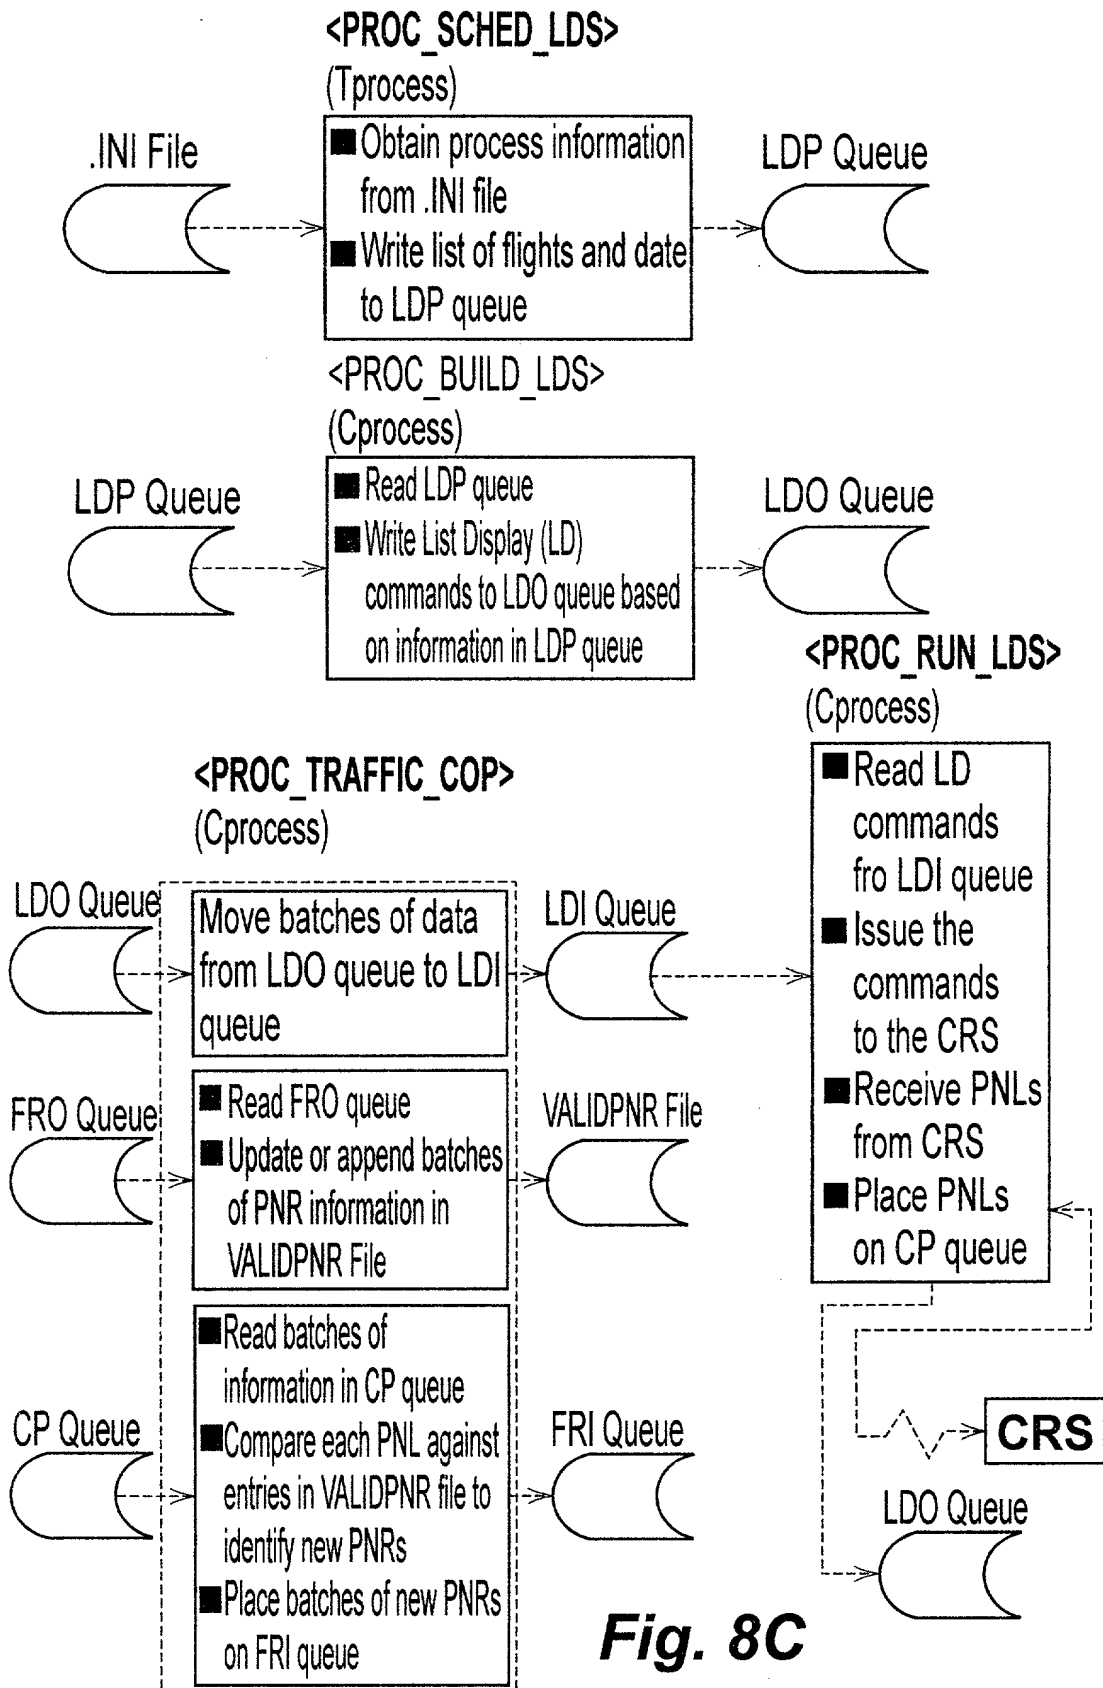 <PROC_SCHED_LDS>
(Tprocess)
.INI File
■ Obtain process information
from .INI file
■ Write list of flights and date
to LDP queue
LDP Queue
<PROC_BUILD_LDS>
(Cprocess)
LDP Queue
■ Read LDP queue
■ Write List Display (LD)
commands to LDO queue based
on information in LDP queue
LDO Queue
<PROC_RUN_LDS>
(Cprocess)
■ Read LD
commands
fro LDI queue
■ Issue the
commands
to the CRS
■ Receive PNLs
from CRS
■ Place PNLs
on CP queue
<PROC_TRAFFIC_COP>
(Cprocess)
LDO Queue
Move batches of data
from LDO queue to LDI
queue
LDI Queue
FRO Queue
■ Read FRO queue
■ Update or append batches
of PNR information in
VALIDPNR File
VALIDPNR File
CP Queue
■ Read batches of
information in CP queue
■ Compare each PNL against
entries in VALIDPNR file to
identify new PNRs
■ Place batches of new PNRs
on FRI queue
FRI Queue
CRS
LDO Queue
Fig. 8C